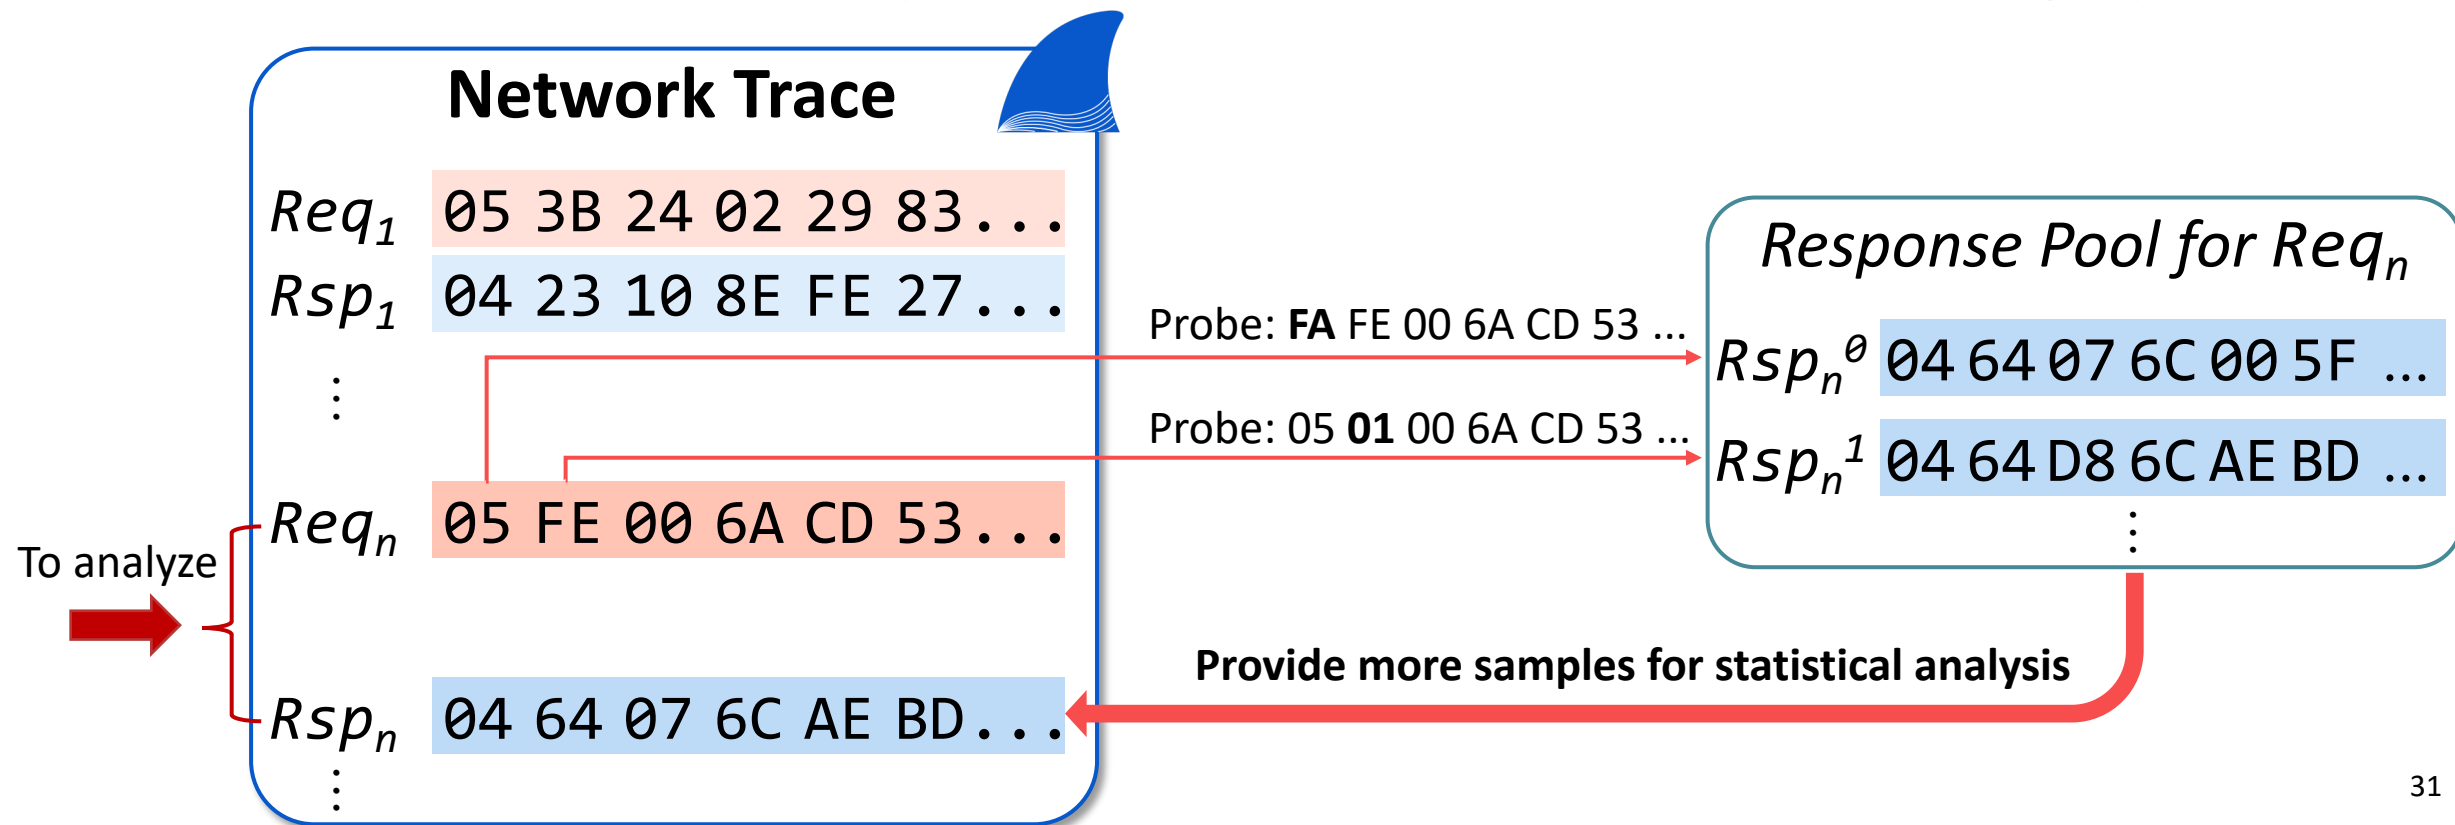 Network Trace
Req1 05 3B 24 02 29 83...
Rsp1 04 23 10 8E FE 27...
⋮
Reqn 05 FE 00 6A CD 53...
To analyze
Rspn 04 64 07 6C AE BD...
⋮
Probe: FA FE 00 6A CD 53 ...
Probe: 05 01 00 6A CD 53 ...
Response Pool for Reqn
Rspn0 04 64 07 6C 00 5F ...
Rspn1 04 64 D8 6C AE BD ...
⋮
Provide more samples for statistical analysis
31